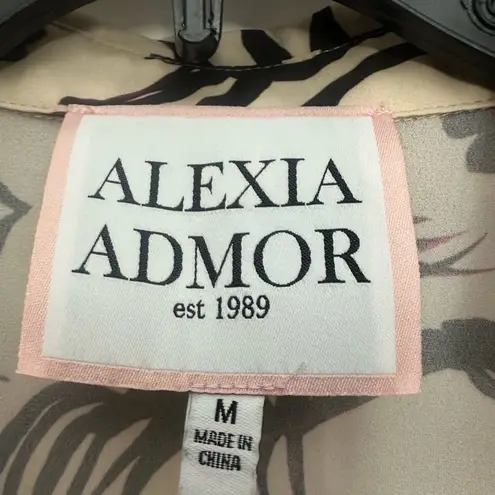 ALEXIA
ADMOR
est 1989
M
MADE IN
CHINA